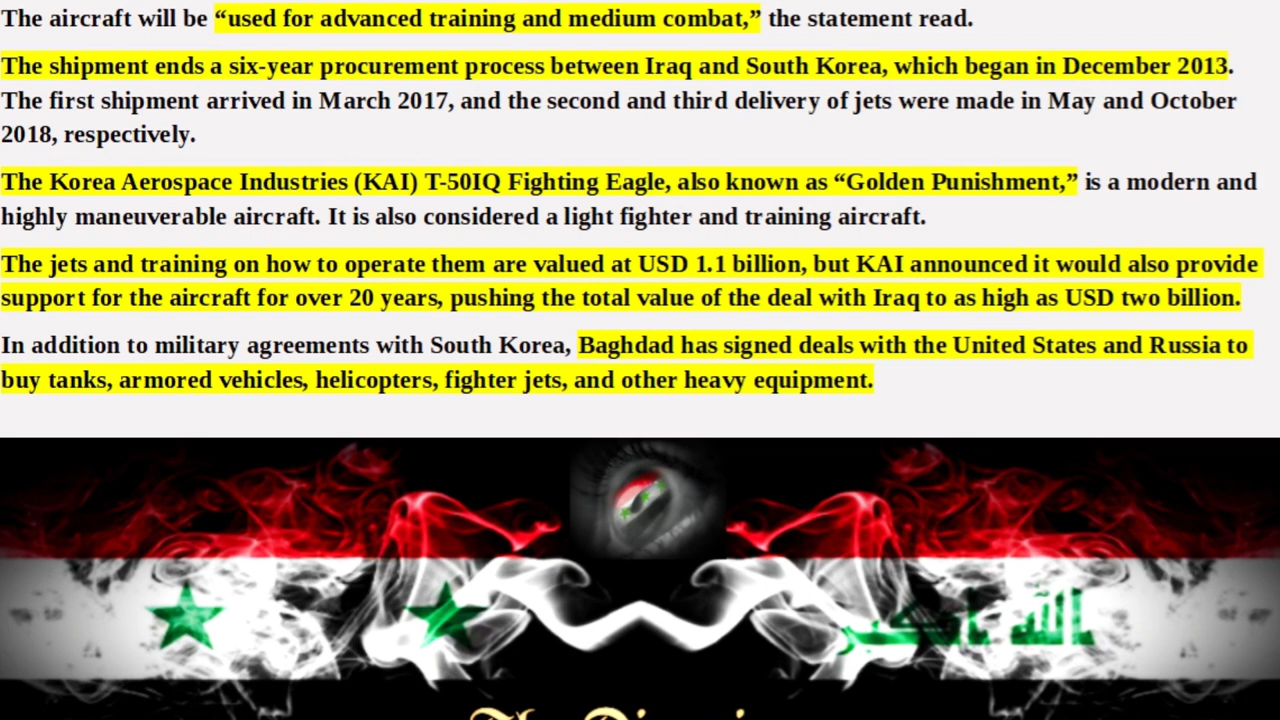 The aircraft will be “used for advanced training and medium combat,” the statement read.
The shipment ends a six-year procurement process between Iraq and South Korea, which began in December 2013.
The first shipment arrived in March 2017, and the second and third delivery of jets were made in May and October
2018, respectively.
The Korea Aerospace Industries (KAI) T-50IQ Fighting Eagle, also known as “Golden Punishment,” is a modern and
highly maneuverable aircraft. It is also considered a light fighter and training aircraft.
The jets and training on how to operate them are valued at USD 1.1 billion, but KAI announced it would also provide
support for the aircraft for over 20 years, pushing the total value of the deal with Iraq to as high as USD two billion.
In addition to military agreements with South Korea, Baghdad has signed deals with the United States and Russia to
buy tanks, armored vehicles, helicopters, fighter jets, and other heavy equipment.
الله اكبر
The